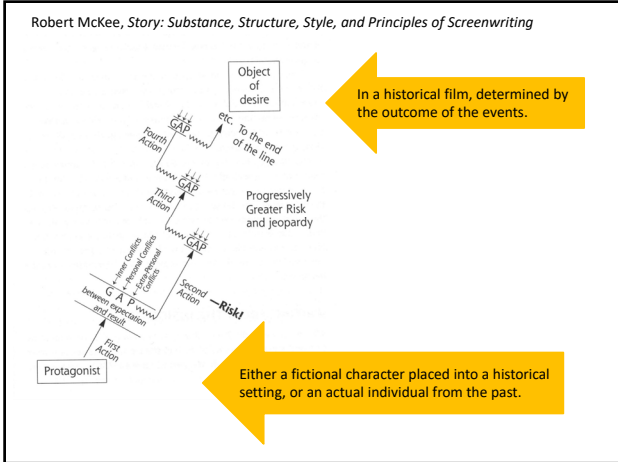 Robert McKee, Story: Substance, Structure, Style, and Principles of Screenwriting
Object
of
desire
In a historical film, determined by
the outcome of the events.
etc. To the end
of the line
GAP
Fourth
Action
GAP
Third
Action
Progressively
Greater Risk
and jeopardy
GAP
Inner Conflicts
Personal Conflicts
Extra-Personal
Conflicts
GAP
between expectation
and result
Second
Action
—Risk!
First
Action
Protagonist
Either a fictional character placed into a historical
setting, or an actual individual from the past.